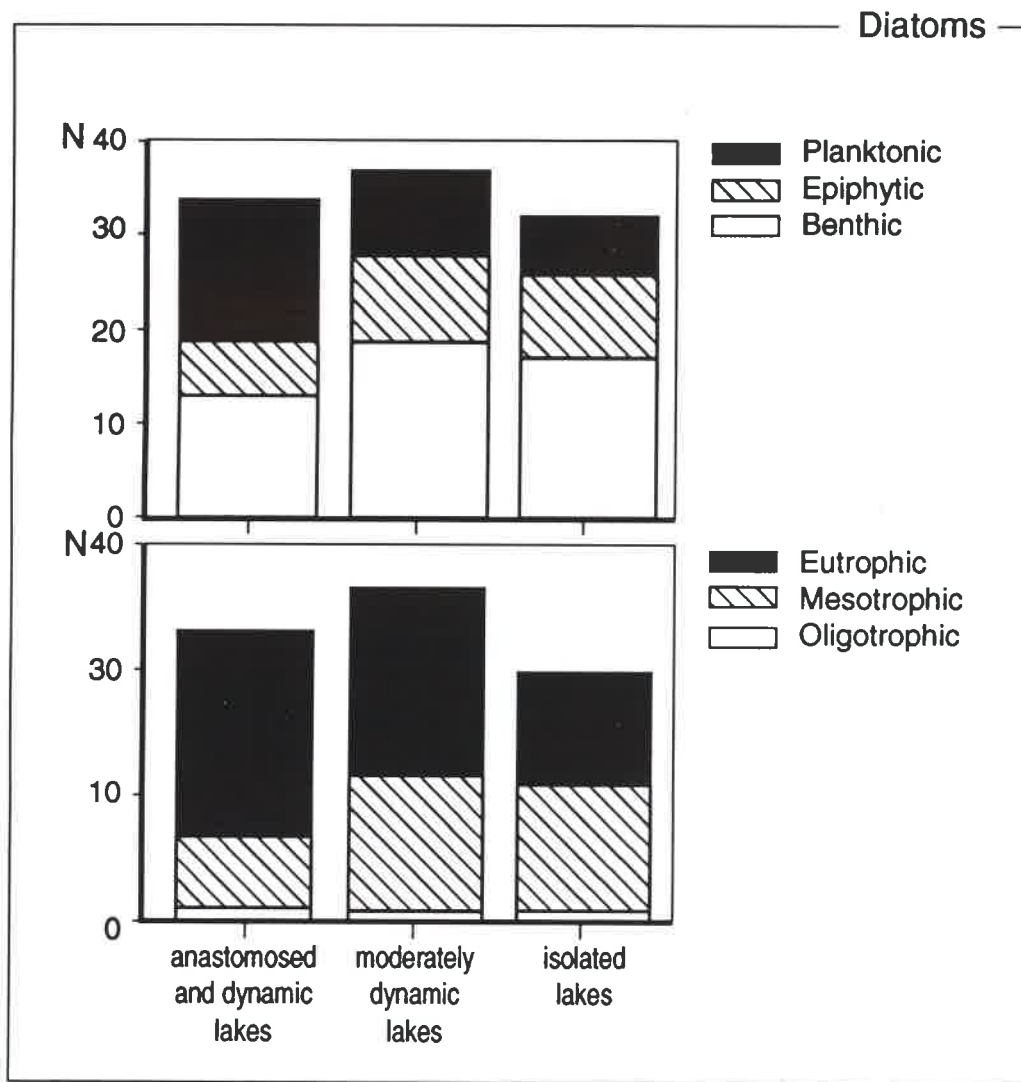 Diatoms
N 40
30
20
10
0
Planktonic
Epiphytic
Benthic
N40
30
10
0
Eutrophic
Mesotrophic
Oligotrophic
anastomosed
and dynamic
lakes
moderately
dynamic
lakes
isolated
lakes